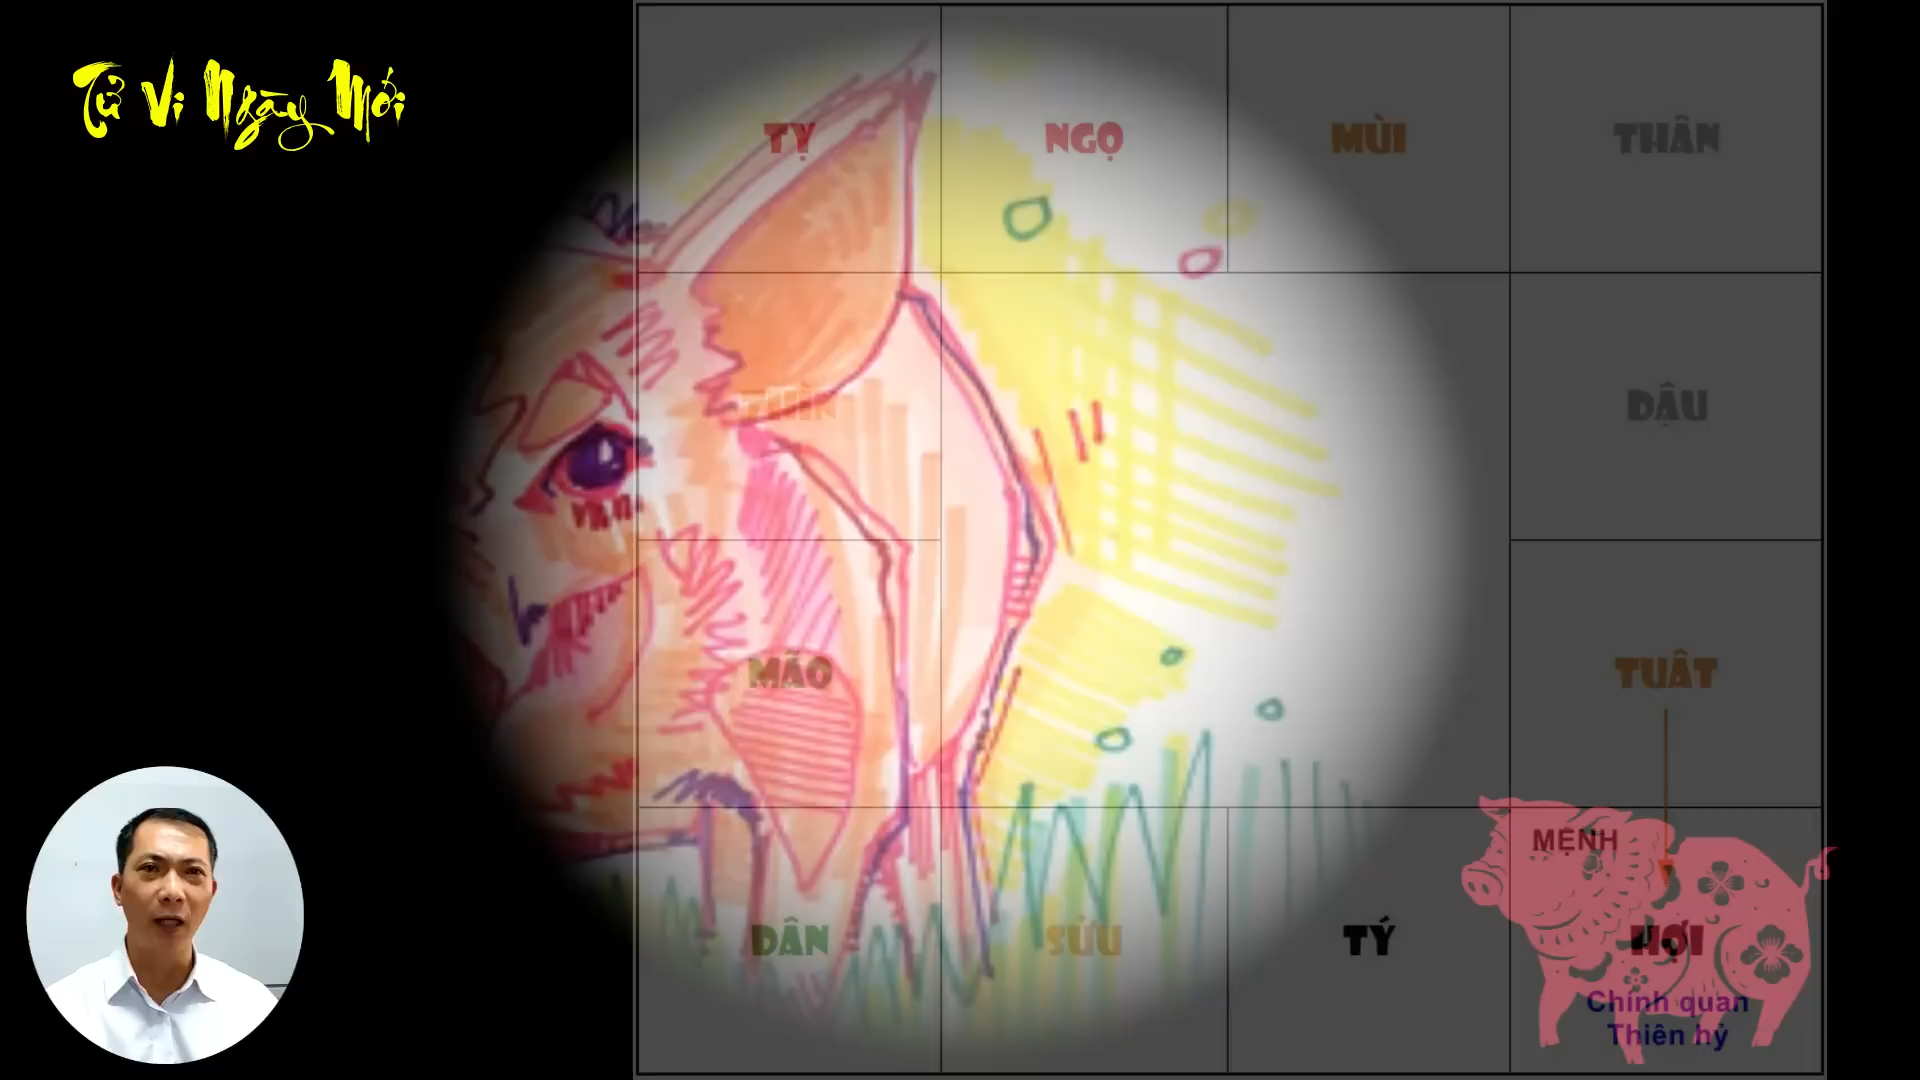 Tử Vi Ngày Mới
TỴ
NGỌ
MÙI
THÂN
THÌN
DẬU
MÃO
TUẤT
MỆNH
DẦN
SỬU
TÝ
HỢI
Chính quan
Thiên hỷ